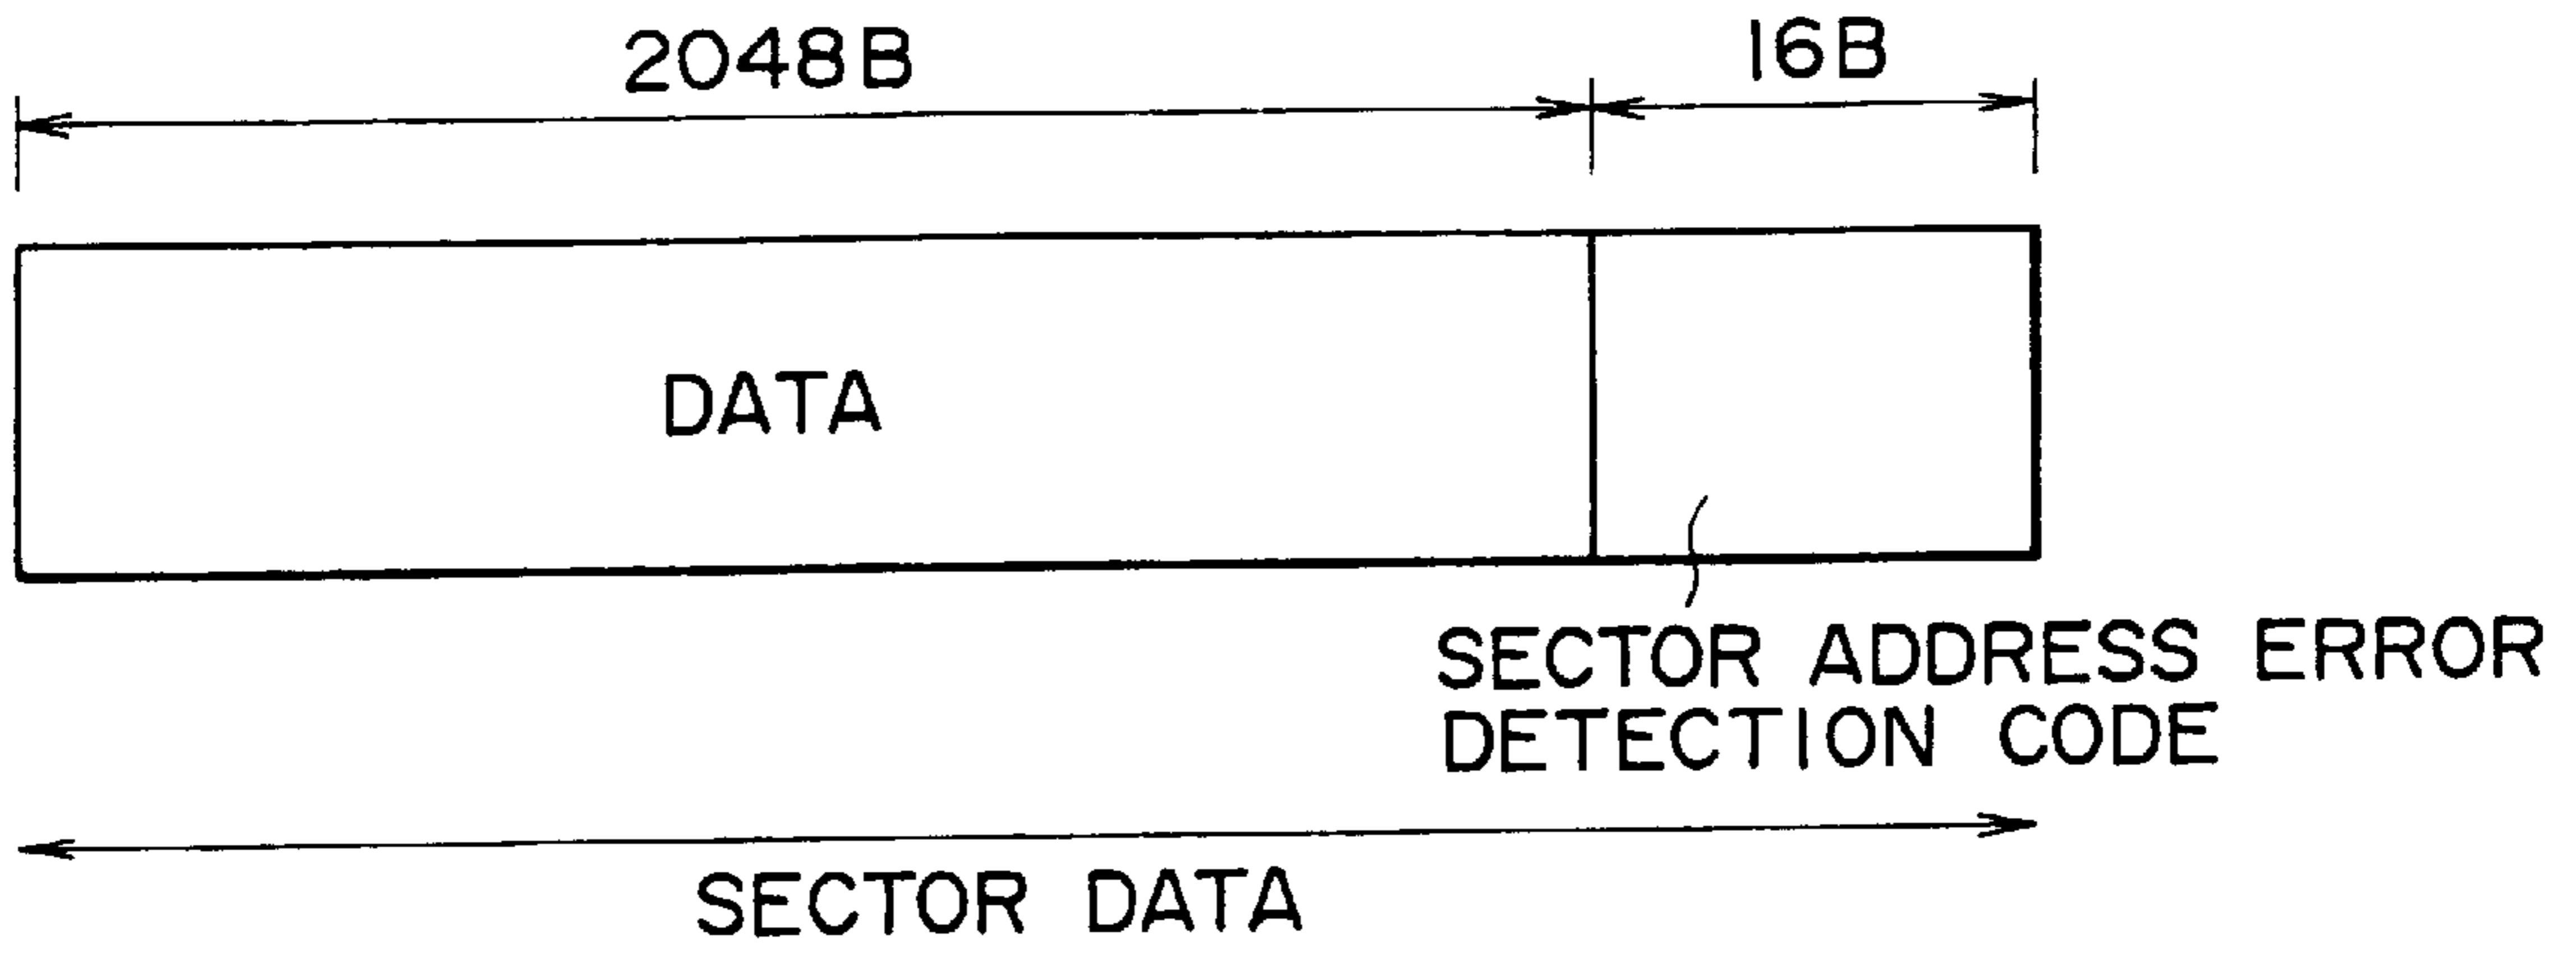 2048B
16B
DATA
SECTOR ADDRESS ERROR
DETECTION CODE
SECTOR DATA